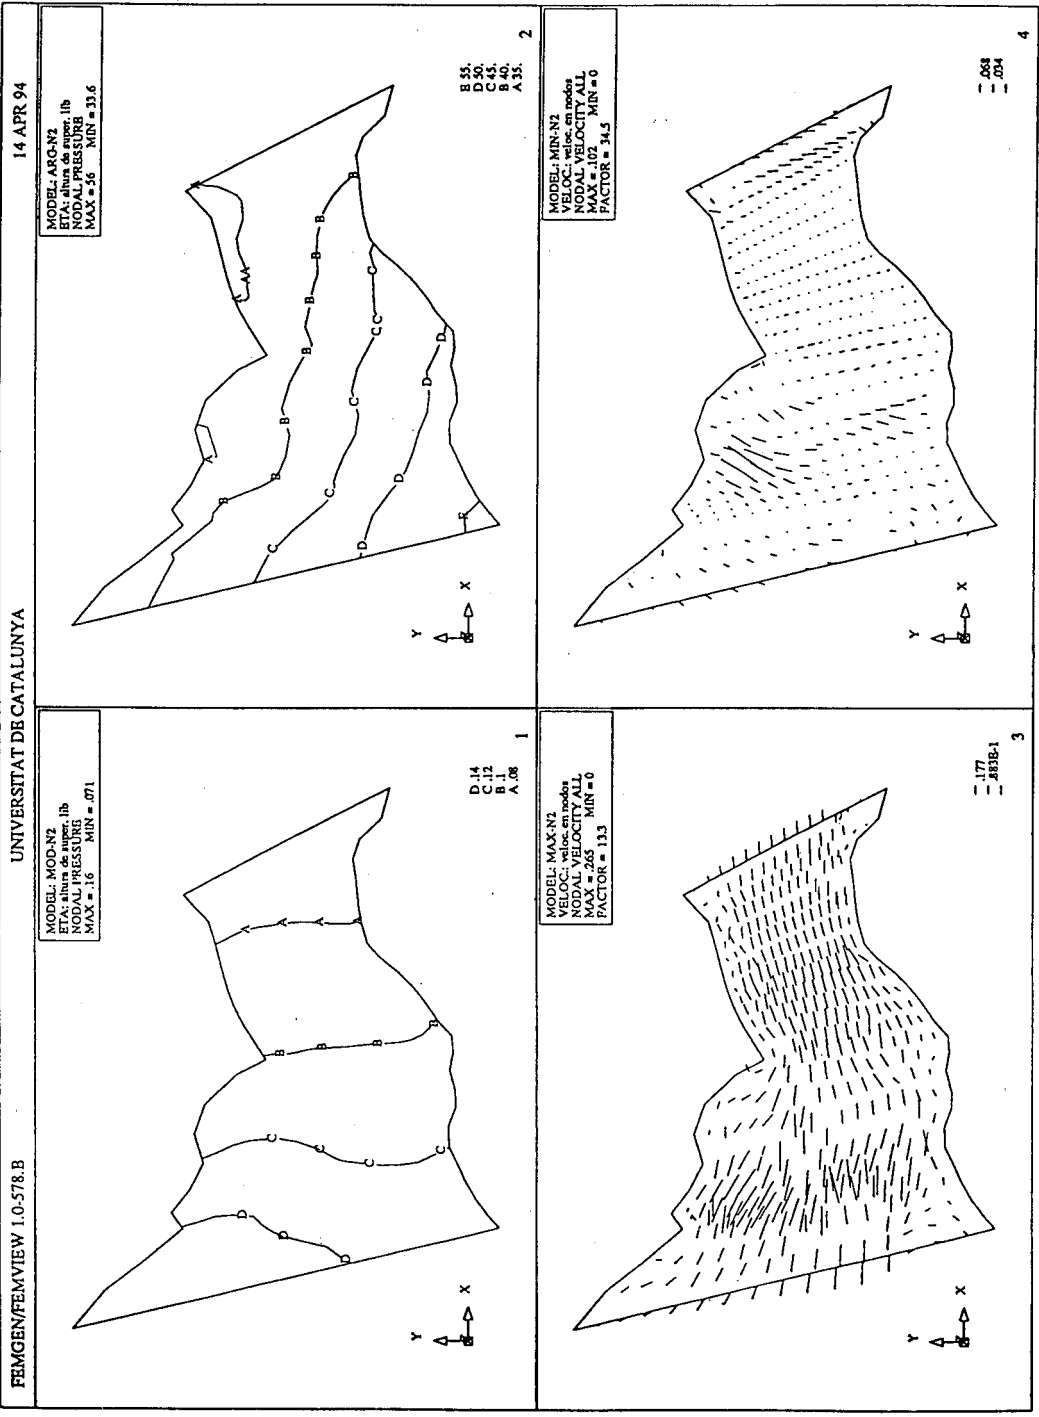 FEMGEN/FEMVIEW 1.0-578.B UNIVERSITAT DE CATALUNYA 14 APR 94
MODEL: MOD-N2
ETA: altura de super. lib
NODAL PRESSURE
MAX = .16 MIN = .071
D D D
C C C C
B B B B
A A A A
Y
X
D .14
C .12
B .1
A .08
1
MODEL: ARG-N2
ETA: altura de super. lib
NODAL PRESSURE
MAX = 56 MIN = 33.6
A A AA
A
B B B B B B B B
C C C CC C
D D D D
E
Y
X
E 55.
D 50.
C 45.
B 40.
A 35.
2
MODEL: MAX-N2
VELOC.: veloc. en nodos
NODAL VELOCITY ALL
MAX = .265 MIN = 0
FACTOR = 13.3
Y
X
.177
.883E-1
3
MODEL: MIN-N2
VELOC.: veloc. en nodos
NODAL VELOCITY ALL
MAX = .102 MIN = 0
FACTOR = 34.5
Y
X
.068
.034
4